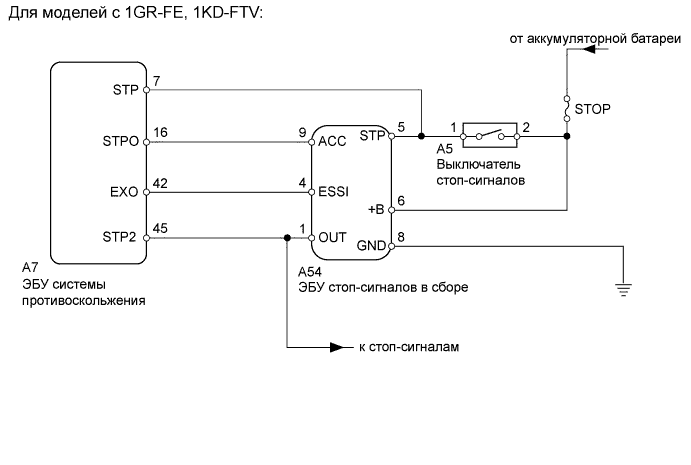 Для моделей с 1GR-FE, 1KD-FTV:
от аккумуляторной батареи
STP 7
STOP
STPO 16 9 ACC STP 5 1 2
A5
Выключатель
стоп-сигналов
EXO 42 4 ESSI
+B 6
STP2 45 1 OUT
GND 8
A7
ЭБУ системы
противоскольжения
A54
ЭБУ стоп-сигналов в сборе
к стоп-сигналам